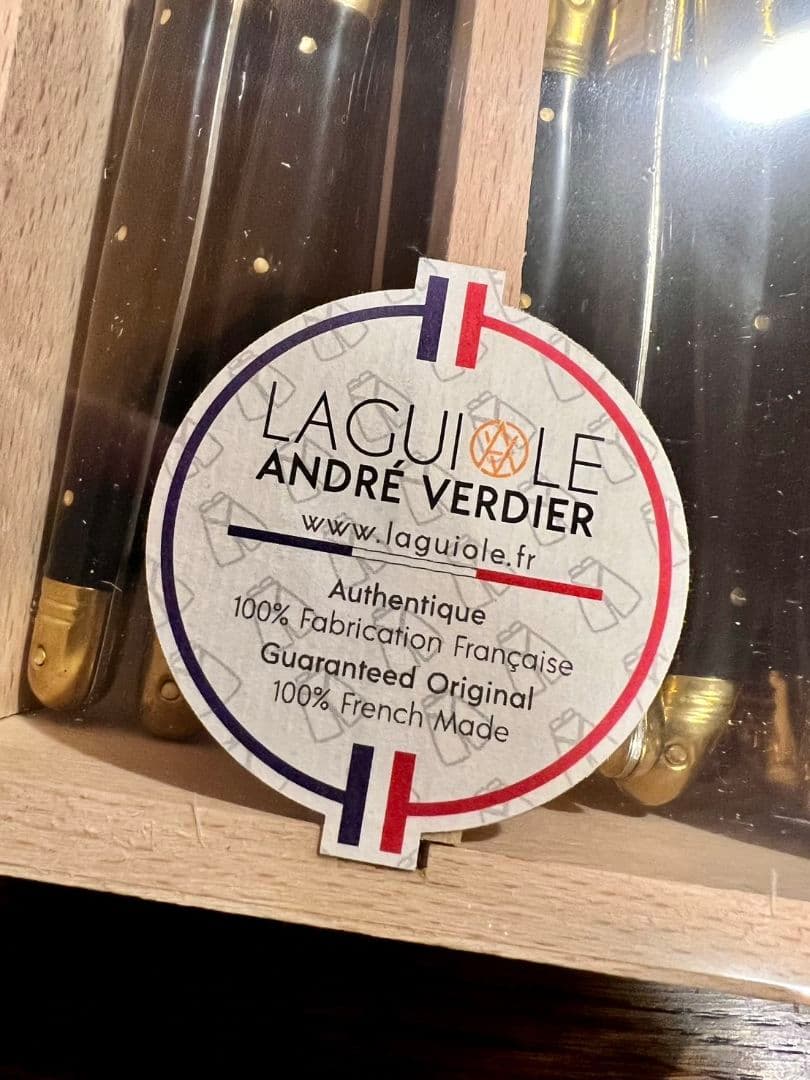 LAGUIOLE
ANDRÉ VERDIER
www.laguiole.fr
Authentique
100% Fabrication Française
Guaranteed Original
100% French Made